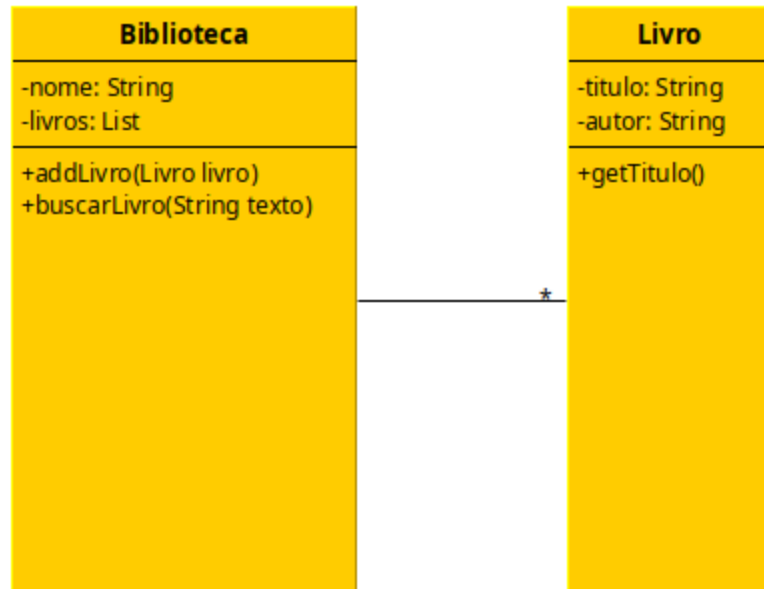 Biblioteca
-nome: String
-livros: List
+addLivro(Livro livro)
+buscarLivro(String texto)
*
Livro
-titulo: String
-autor: String
+getTitulo()